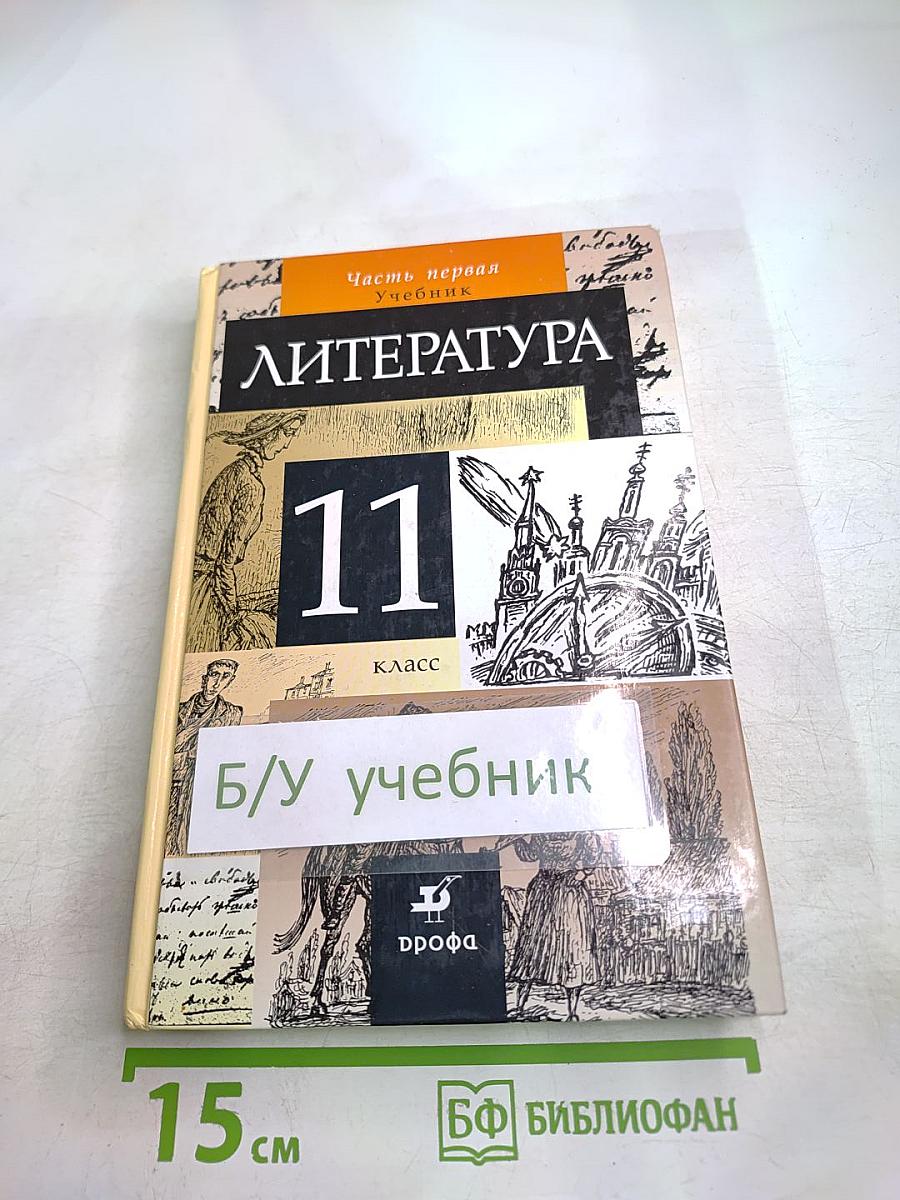 Часть первая
Учебник
ЛИТЕРАТУРА
11
класс
Б/У учебник
дрофа
15 см
БФ БИБЛИОФАН